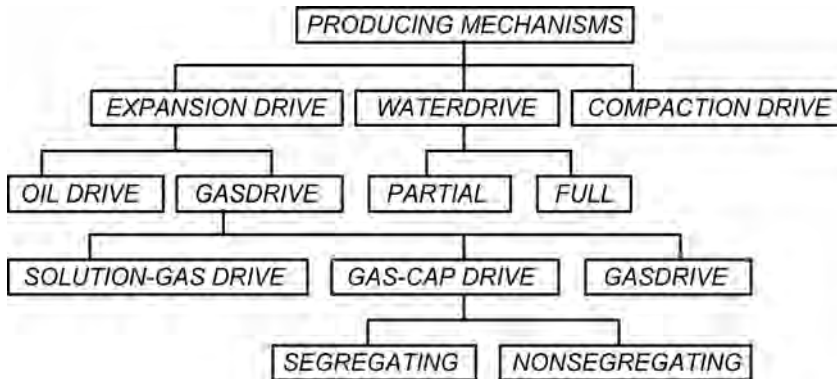 PRODUCING MECHANISMS
EXPANSION DRIVE
WATERDRIVE
COMPACTION DRIVE
OIL DRIVE
GASDRIVE
PARTIAL
FULL
SOLUTION-GAS DRIVE
GAS-CAP DRIVE
GASDRIVE
SEGREGATING
NONSEGREGATING